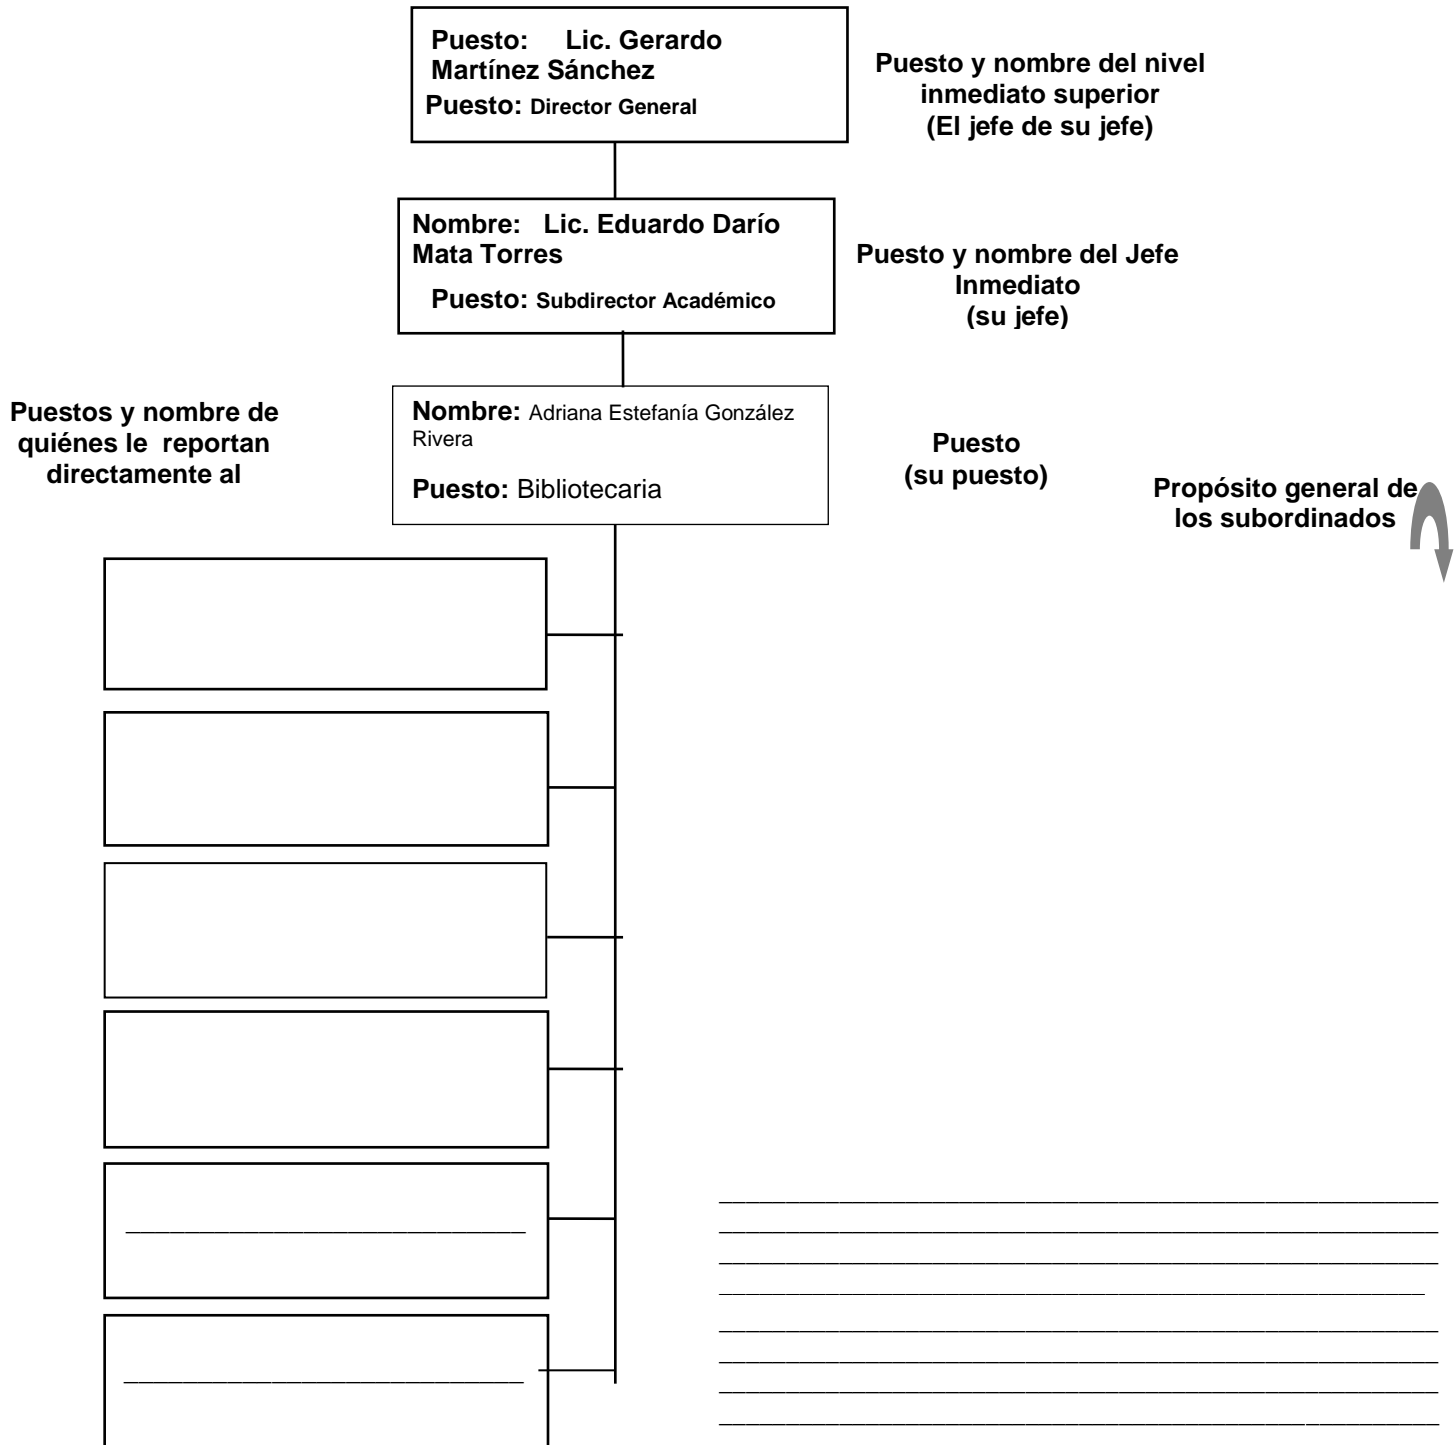 Puesto: Lic. Gerardo
Martínez Sánchez
Puesto: Director General
Puesto y nombre del nivel
inmediato superior
(El jefe de su jefe)
Nombre: Lic. Eduardo Darío
Mata Torres
Puesto: Subdirector Académico
Puesto y nombre del Jefe
Inmediato
(su jefe)
Puestos y nombre de
quiénes le reportan
directamente al
Nombre: Adriana Estefanía González
Rivera
Puesto: Bibliotecaria
Puesto
(su puesto)
Propósito general de
los subordinados